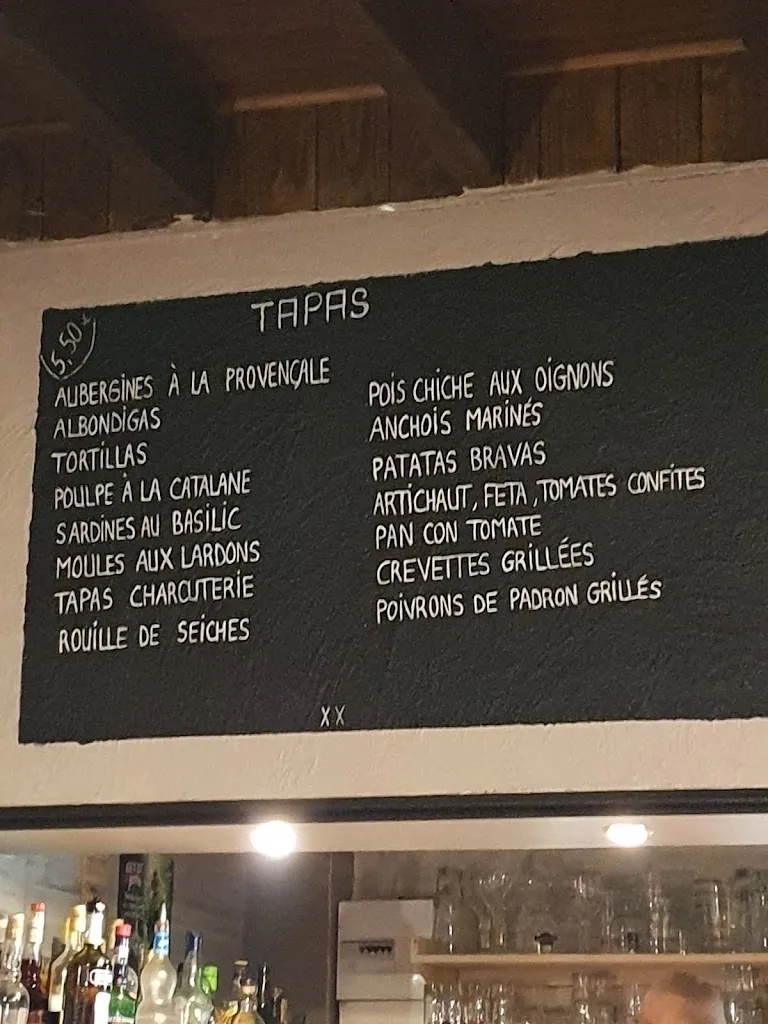 5,50€
TAPAS
AUBERGINES À LA PROVENÇALE
ALBONDIGAS
TORTILLAS
POULPE À LA CATALANE
SARDINES AU BASILIC
MOULES AUX LARDONS
TAPAS CHARCUTERIE
ROUILLE DE SEICHES
POIS CHICHE AUX OIGNONS
ANCHOIS MARINÉS
PATATAS BRAVAS
ARTICHAUT, FETA, TOMATES CONFITES
PAN CON TOMATE
CREVETTES GRILLÉES
POIVRONS DE PADRON GRILLÉS
XX